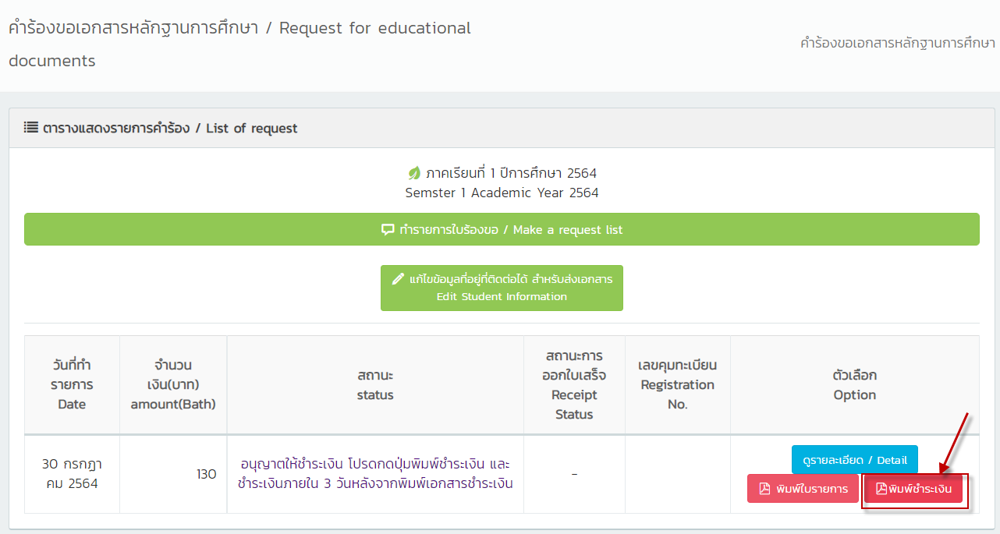 คำร้องขอเอกสารหลักฐานการศึกษา / Request for educational
documents
คำร้องขอเอกสารหลักฐานการศึกษา
ตารางแสดงรายการคำร้อง / List of request
ภาคเรียนที่ 1 ปีการศึกษา 2564
Semster 1 Academic Year 2564
ทำรายการใบร้องขอ / Make a request list
แก้ไขข้อมูลที่อยู่ที่ติดต่อได้ สำหรับส่งเอกสาร
Edit Student Information
วันที่ทำ
รายการ
Date
จำนวน
เงิน(บาท)
amount(Bath)
สถานะ
status
สถานะการ
ออกใบเสร็จ
Receipt
Status
เลขคุมทะเบียน
Registration
No.
ตัวเลือก
Option
30 กรกฎา
คม 2564
130
อนุญาตให้ชำระเงิน โปรดกดปุ่มพิมพ์ชำระเงิน และ
ชำระเงินภายใน 3 วันหลังจากพิมพ์เอกสารชำระเงิน
-
ดูรายละเอียด / Detail
พิมพ์ใบรายการ
พิมพ์ชำระเงิน